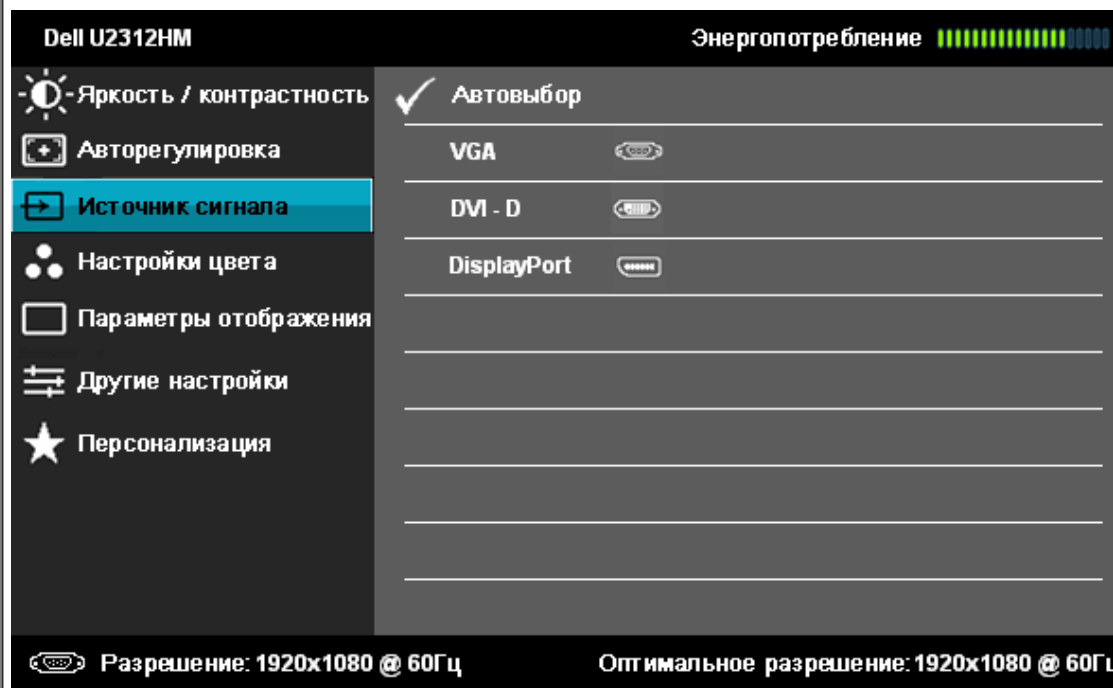 Dell U2312HM
Энергопотребление
Яркость / контрастность
Автовыбор
Авторегулировка
VGA
Источник сигнала
DVI - D
Настройки цвета
DisplayPort
Параметры отображения
Другие настройки
Персонализация
Разрешение: 1920x1080 @ 60Гц
Оптимальное разрешение: 1920x1080 @ 60Гц